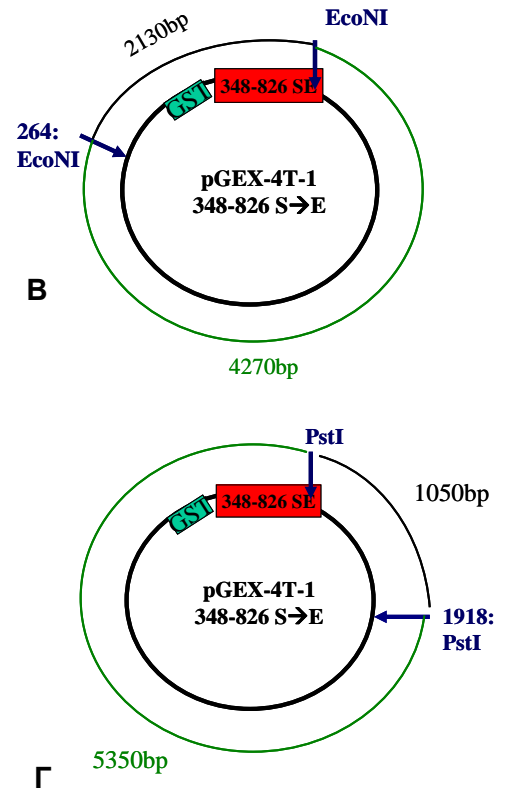 2130bp
EcoNI
GST
348-826 SE
264:
EcoNI
pGEX-4T-1
348-826 S→E
B
4270bp
PstI
GST
348-826 SE
1050bp
pGEX-4T-1
348-826 S→E
1918:
PstI
5350bp
Γ